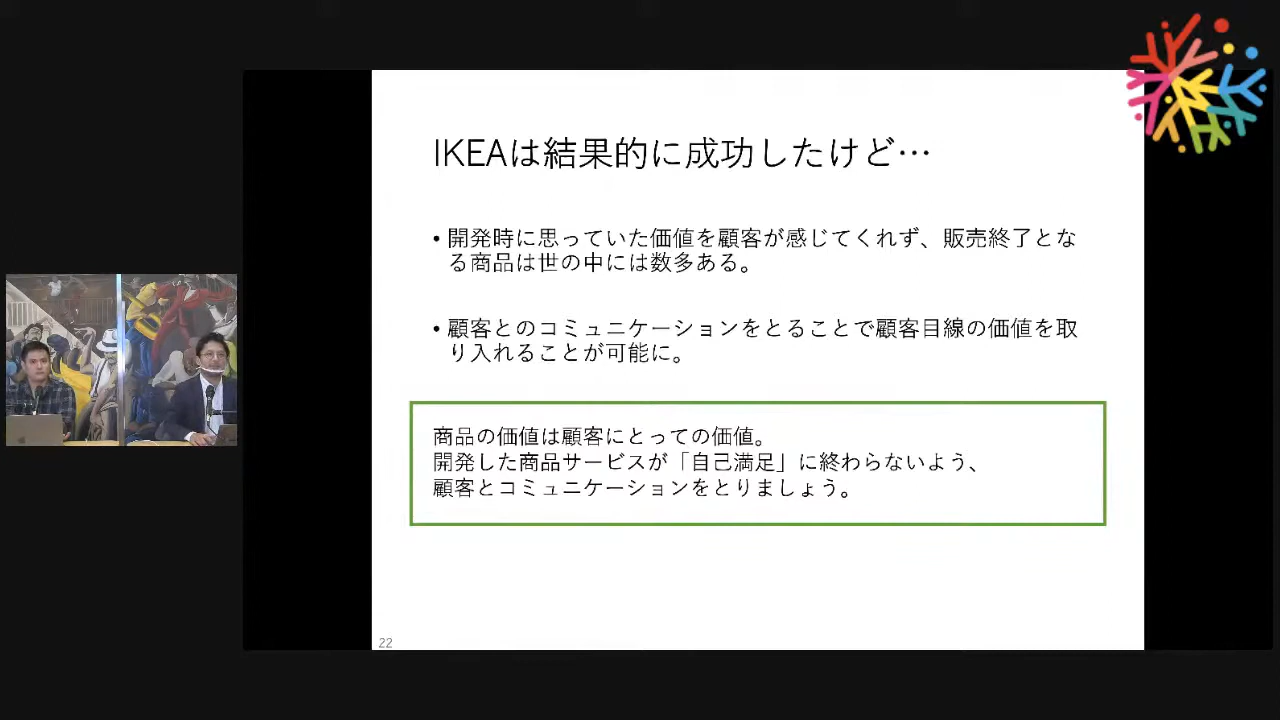 IKEAは結果的に成功したけど…
• 開発時に思っていた価値を顧客が感じてくれず、販売終了とな
る商品は世の中には数多ある。
• 顧客とのコミュニケーションをとることで顧客目線の価値を取
り入れることが可能に。
商品の価値は顧客にとっての価値。
開発した商品サービスが「自己満足」に終わらないよう、
顧客とコミュニケーションをとりましょう。
22